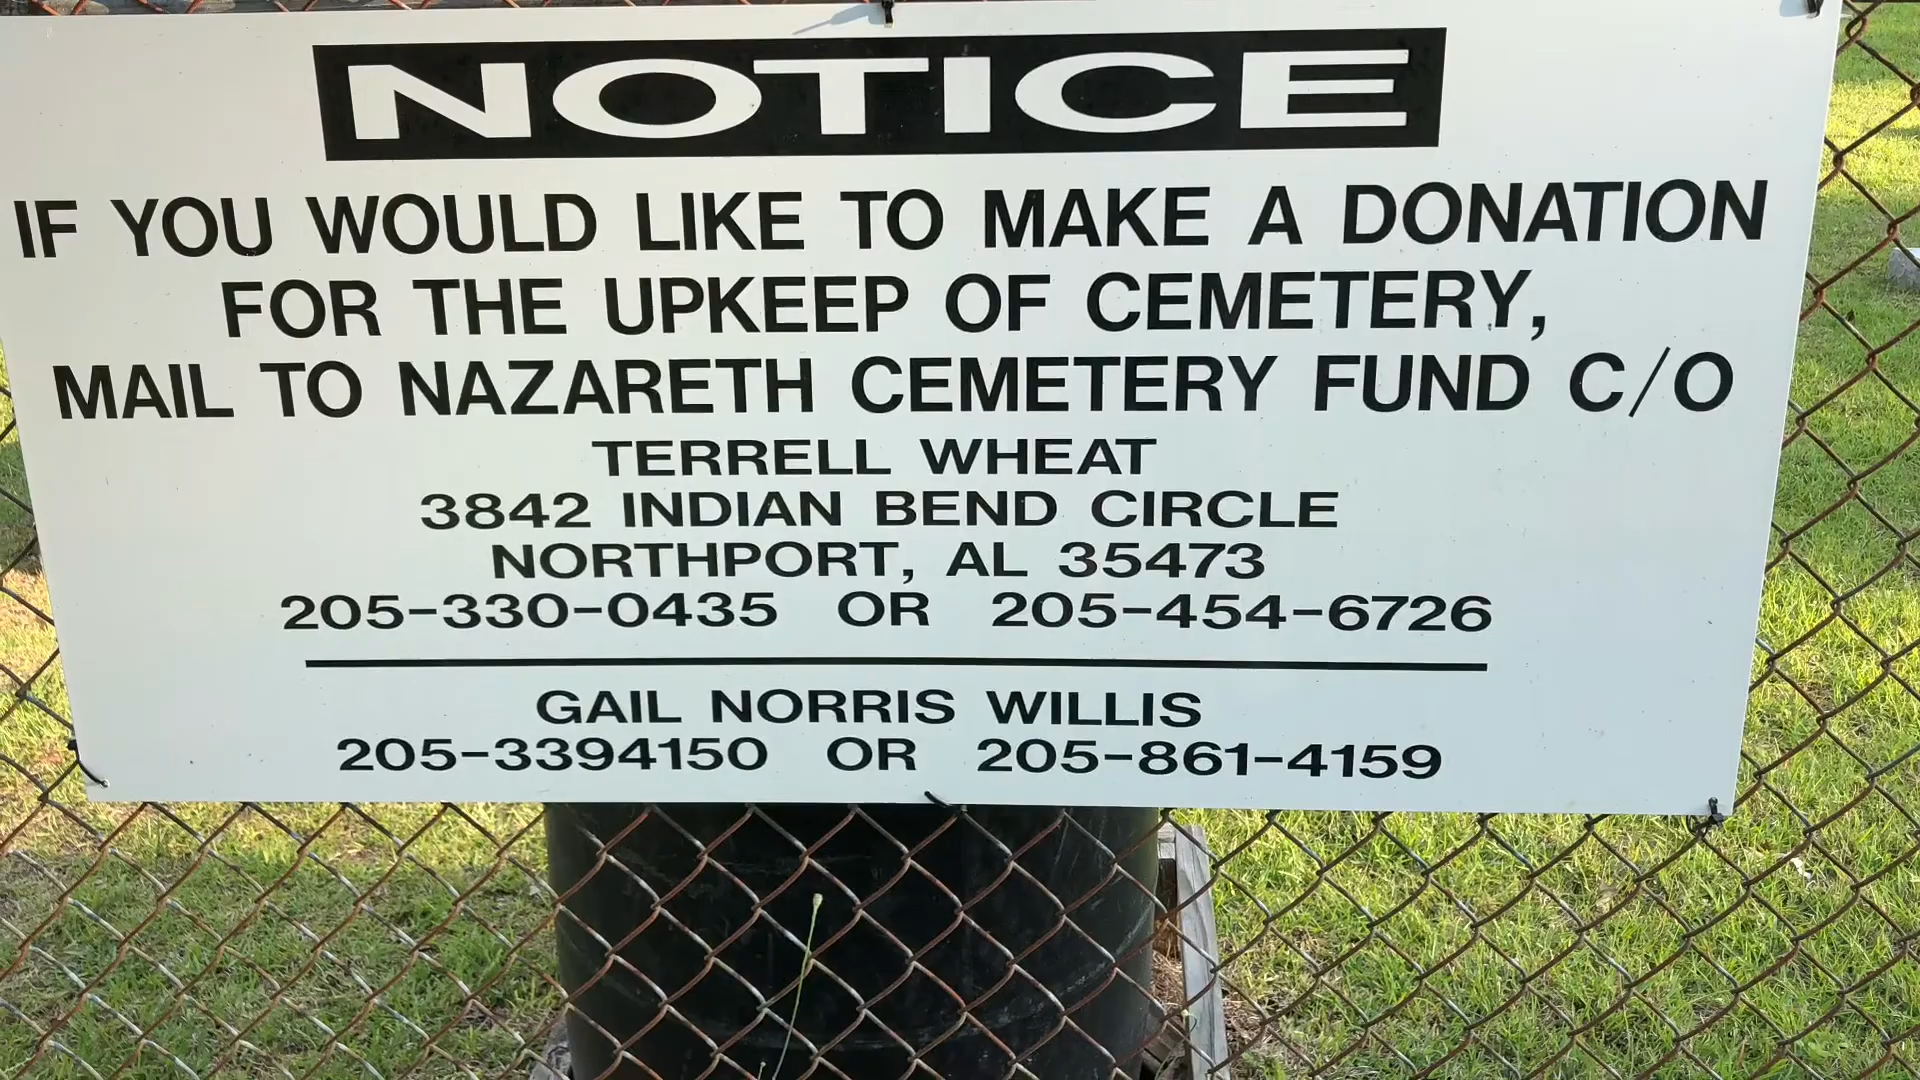 NOTICE
IF YOU WOULD LIKE TO MAKE A DONATION
FOR THE UPKEEP OF CEMETERY,
MAIL TO NAZARETH CEMETERY FUND C/O
TERRELL WHEAT
3842 INDIAN BEND CIRCLE
NORTHPORT, AL 35473
205-330-0435 OR 205-454-6726
GAIL NORRIS WILLIS
205-3394150 OR 205-861-4159